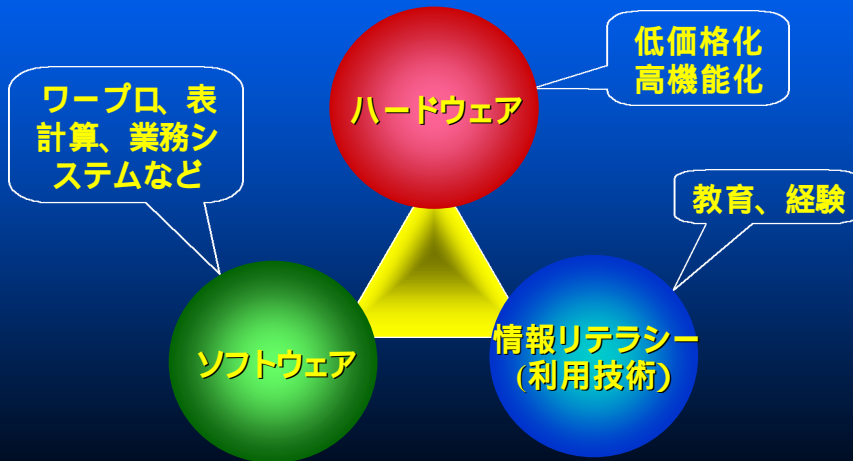 低価格化
高機能化
ハードウェア
ワープロ、表
計算、業務シ
ステムなど
教育、経験
ソフトウェア
情報リテラシー
(利用技術)